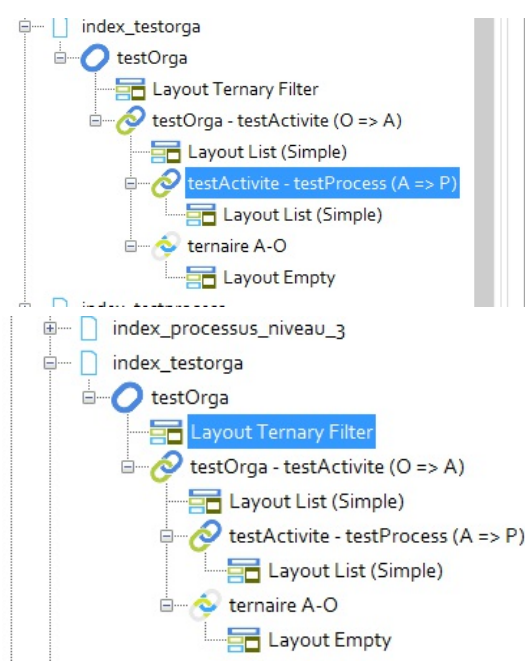 index_testorga
testOrga
Layout Ternary Filter
testOrga - testActivite (O => A)
Layout List (Simple)
testActivite - testProcess (A => P)
Layout List (Simple)
ternaire A-O
Layout Empty
index_testprocess
index_processus_niveau_3
index_testorga
testOrga
Layout Ternary Filter
testOrga - testActivite (O => A)
Layout List (Simple)
testActivite - testProcess (A => P)
Layout List (Simple)
ternaire A-O
Layout Empty